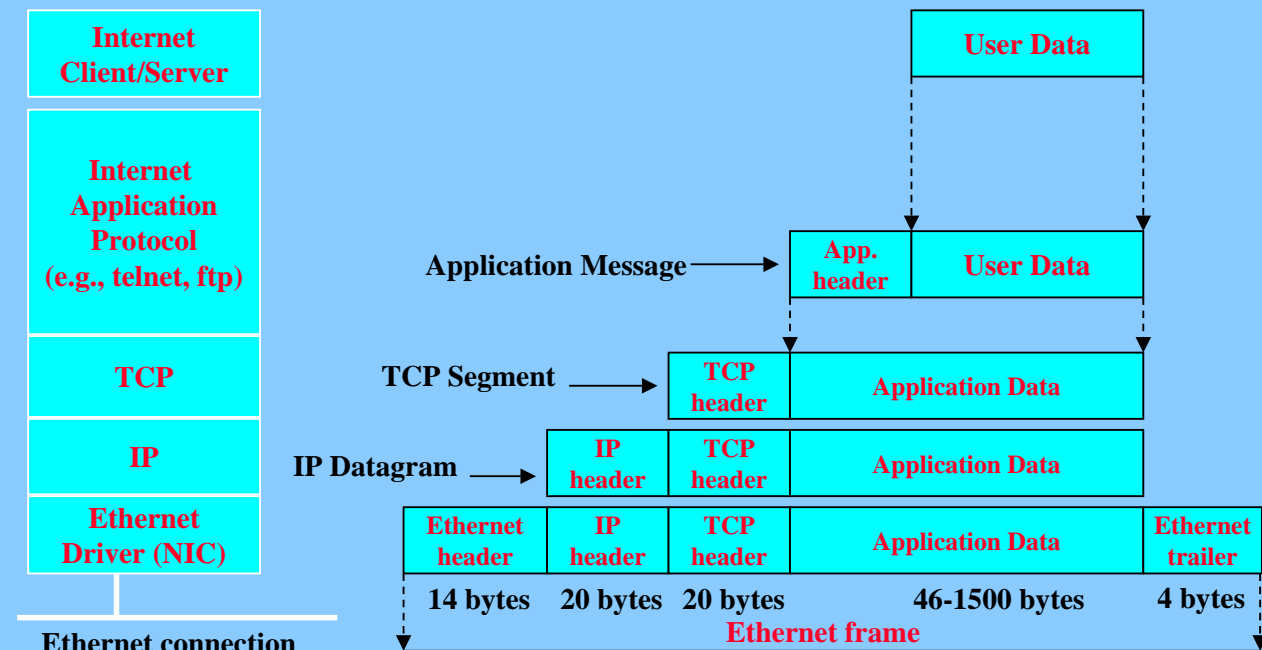 Internet
Client/Server
User Data
Internet
Application
Protocol
(e.g., telnet, ftp)
Application Message
App.
header
User Data
TCP
TCP Segment
TCP
header
Application Data
IP
IP Datagram
IP
header
TCP
header
Application Data
Ethernet
Driver (NIC)
Ethernet
header
IP
header
TCP
header
Application Data
Ethernet
trailer
14 bytes
20 bytes
20 bytes
46-1500 bytes
4 bytes
Ethernet frame
Ethernet connection